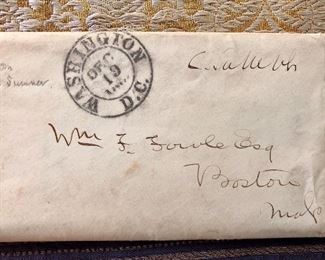 WASHINGTON
DEC
19
D.C.
Sumner
Wm F. Fowle Esq
Boston
Mass